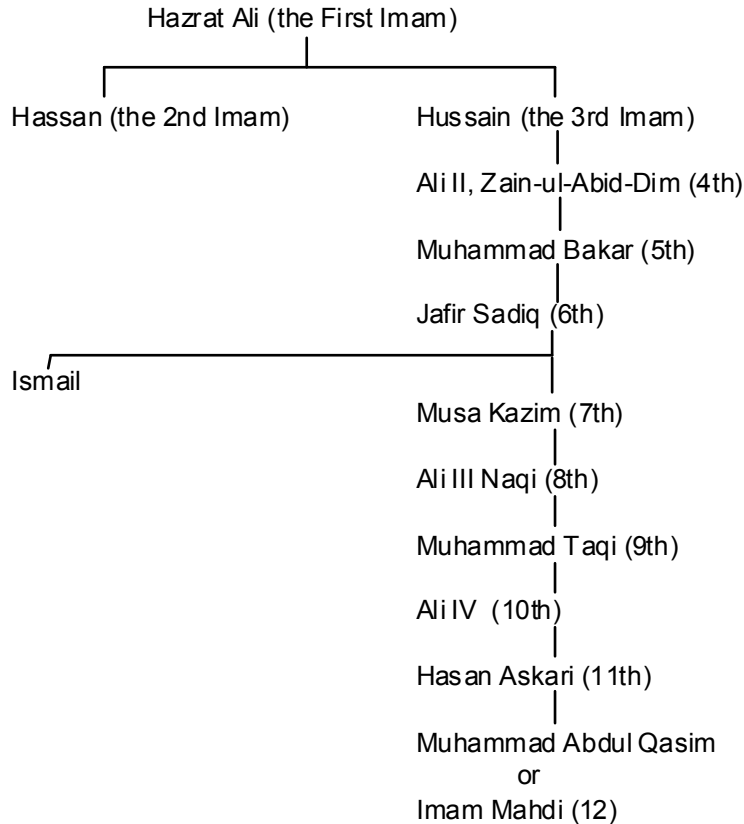 Hazrat Ali (the First Imam)
Hassan (the 2nd Imam)
Hussain (the 3rd Imam)
Ali II, Zain-ul-Abid-Dim (4th)
Muhammad Bakar (5th)
Jafir Sadiq (6th)
Ismail
Musa Kazim (7th)
Ali III Naqi (8th)
Muhammad Taqi (9th)
Ali IV (10th)
Hasan Askari (11th)
Muhammad Abdul Qasim
or
Imam Mahdi (12)